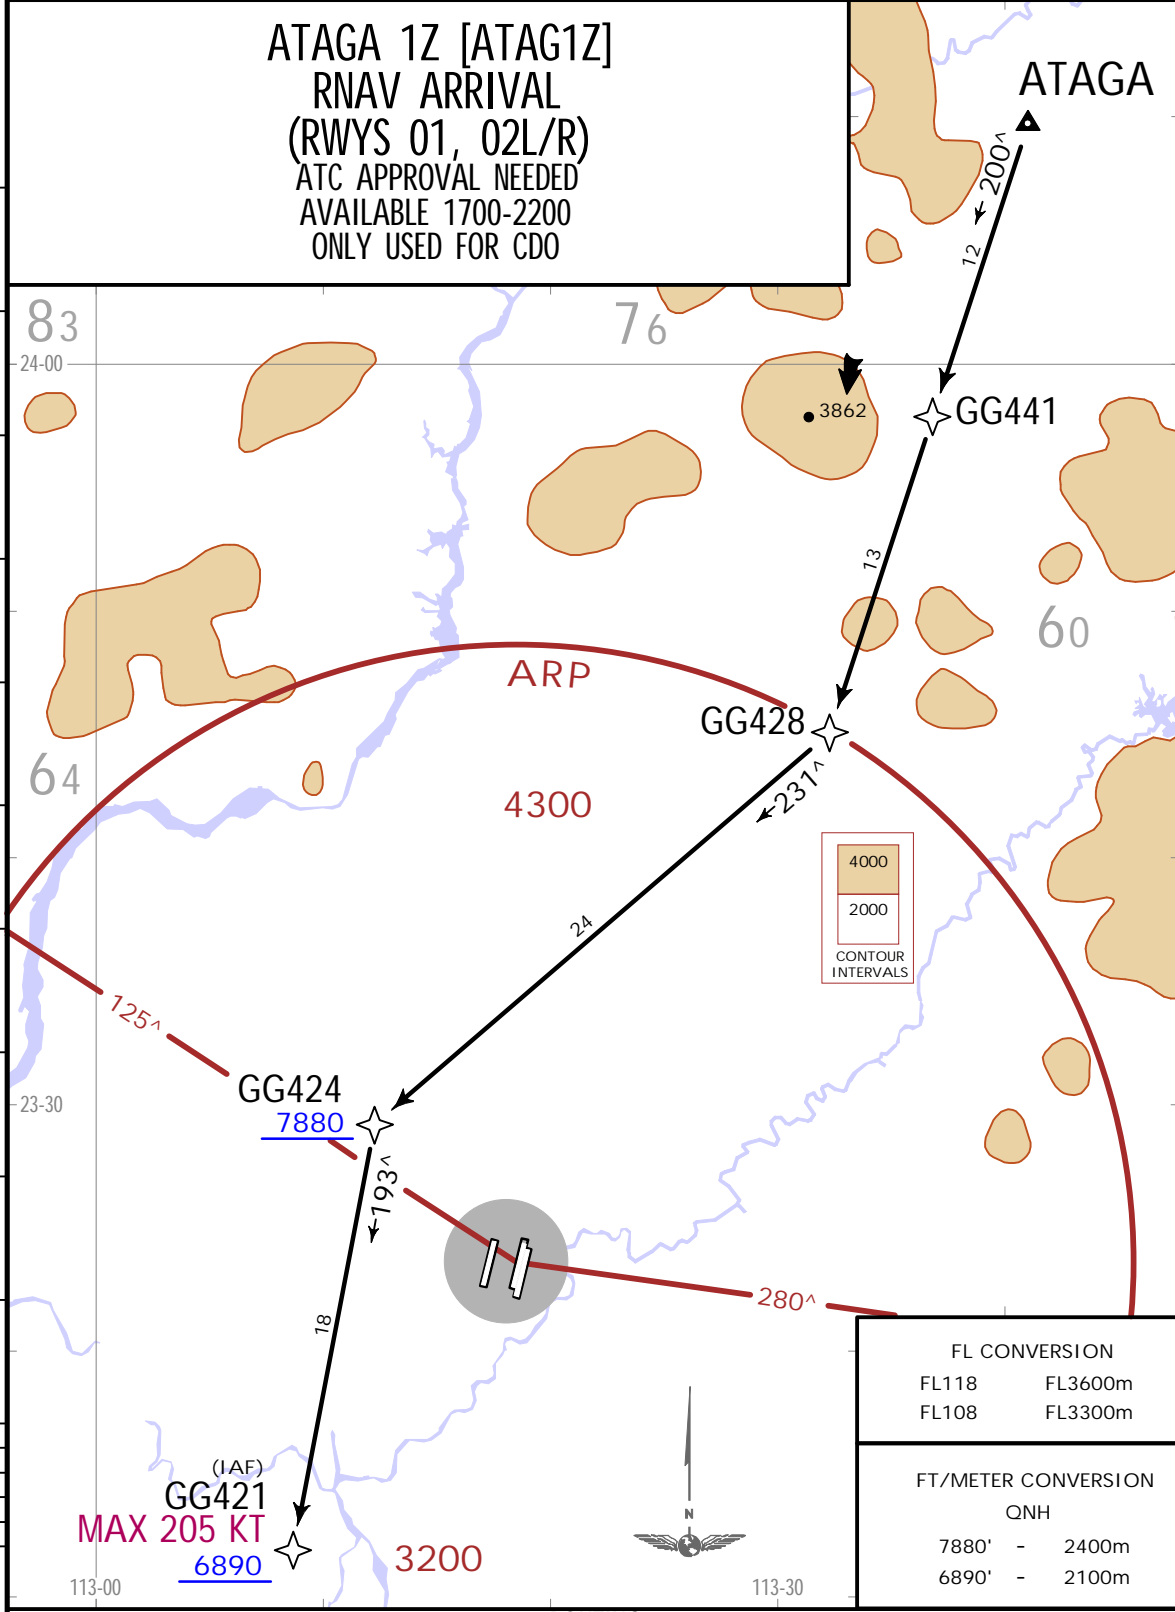 ATAGA 1Z [ATAG1Z]
RNAV ARRIVAL
(RWYS 01, 02L/R)
ATC APPROVAL NEEDED
AVAILABLE 1700-2200
ONLY USED FOR CDO
ATAGA
200^
12
83
76
24-00
3862
GG441
13
60
ARP
GG428
64
231^
4300
4000
2000
CONTOUR
INTERVALS
24
125^
GG424
23-30
7880
193^
280^
18
FL CONVERSION
FL118 FL3600m
FL108 FL3300m
(IAF)
GG421
MAX 205 KT
6890
3200
N
FT/METER CONVERSION
QNH
7880' - 2400m
6890' - 2100m
113-00
113-30